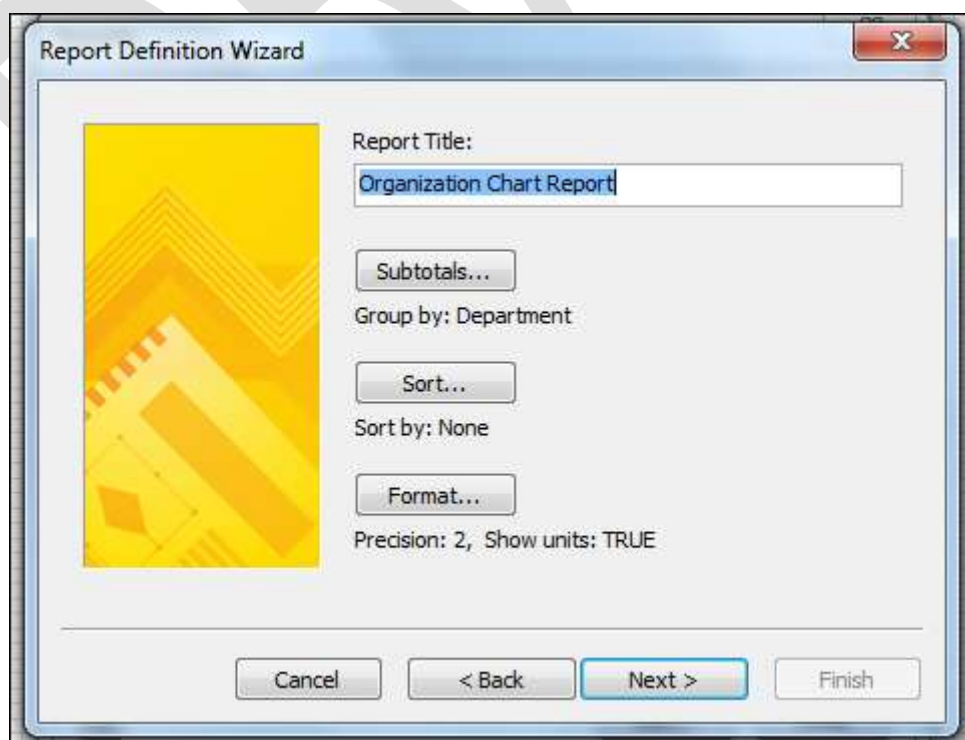 Report Definition Wizard
Report Title:
Organization Chart Report
Subtotals...
Group by: Department
Sort...
Sort by: None
Format...
Precision: 2, Show units: TRUE
Cancel
< Back
Next >
Finish